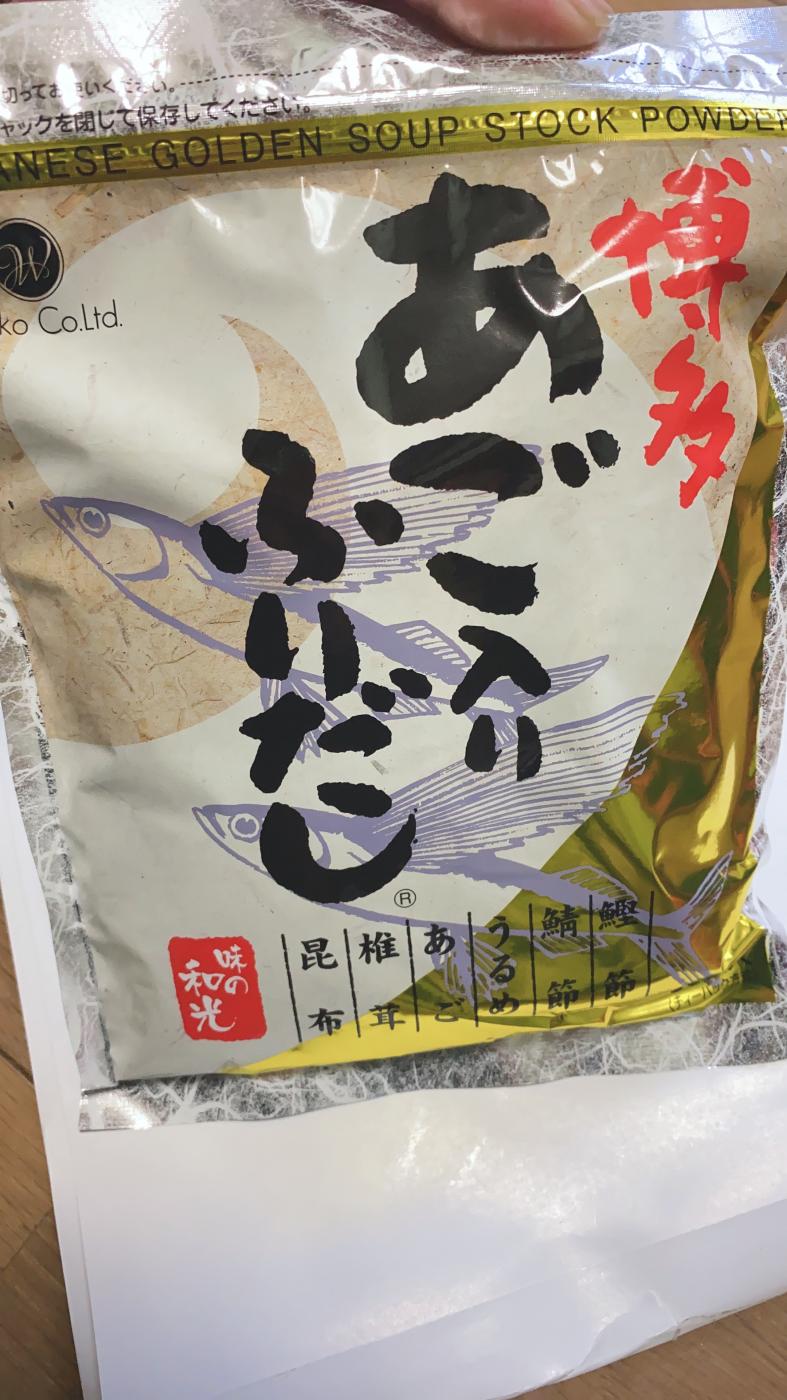 切ってお使いください。
ャックを閉じて保存してください。
ANESE GOLDEN SOUP STOCK POWDER
W
ko Co.Ltd.
博多
あご入り
ふりだし
®
鰹節
鯖節
うるめ
あご
椎茸
昆布
味の
和光